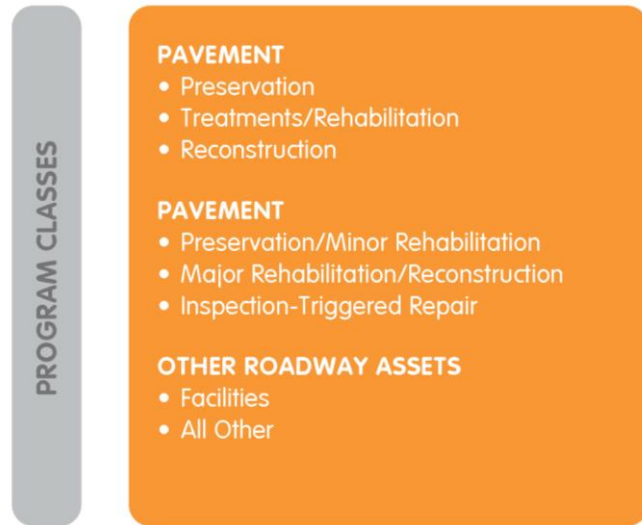 PROGRAM CLASSES
PAVEMENT
• Preservation
• Treatments/Rehabilitation
• Reconstruction
PAVEMENT
• Preservation/Minor Rehabilitation
• Major Rehabilitation/Reconstruction
• Inspection-Triggered Repair
OTHER ROADWAY ASSETS
• Facilities
• All Other